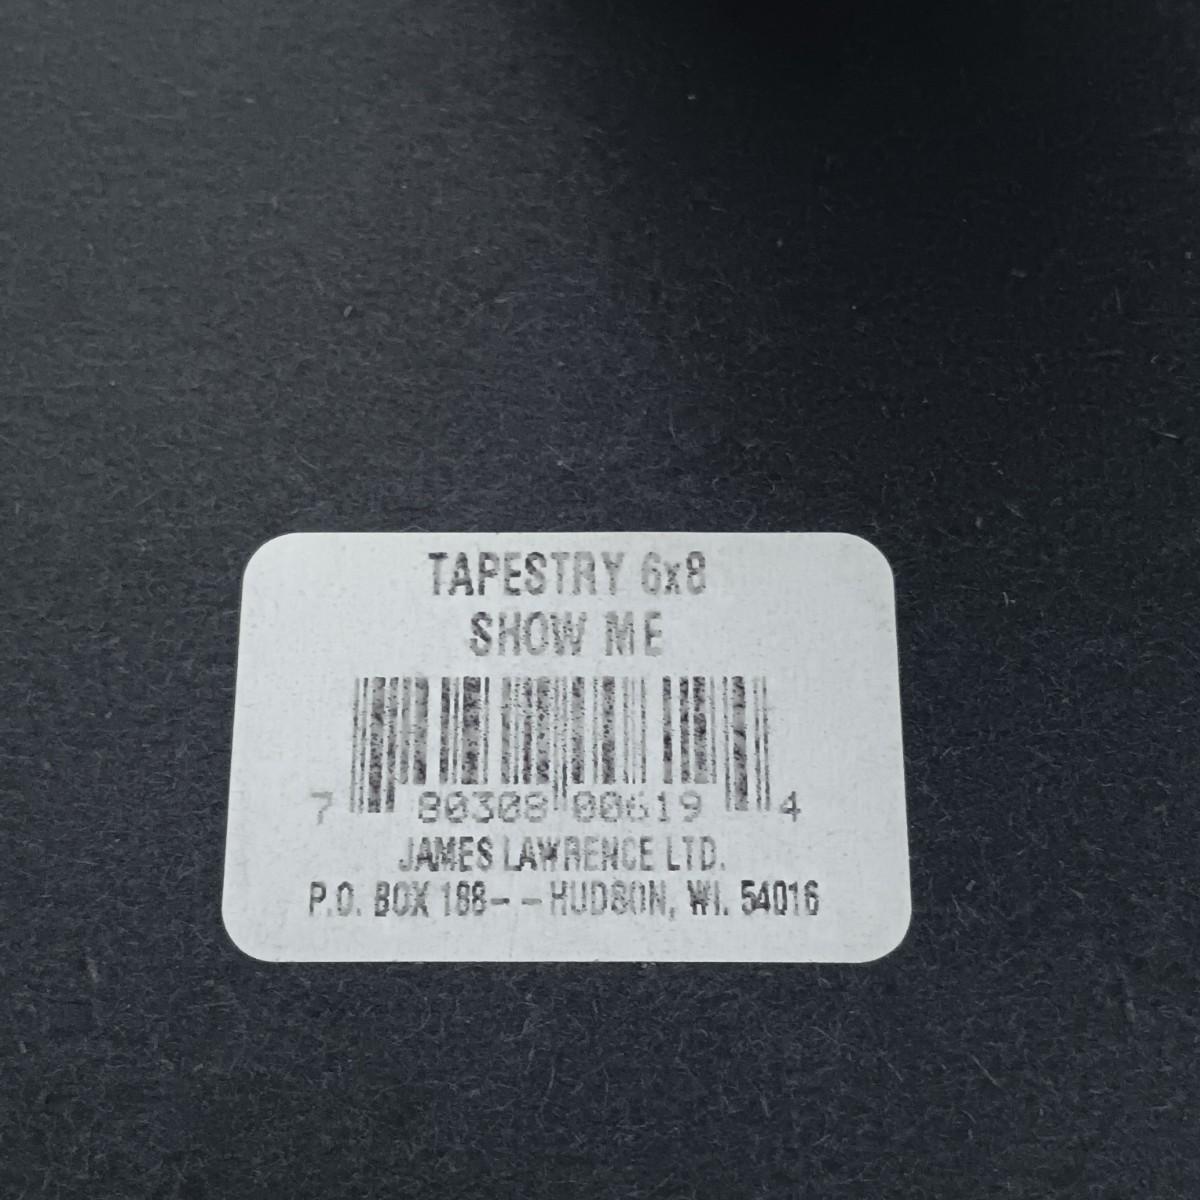 TAPESTRY 6x8
SHOW ME
7 80308 00619 4
JAMES LAWRENCE LTD.
P.O. BOX 188--HUDSON, WI. 54016